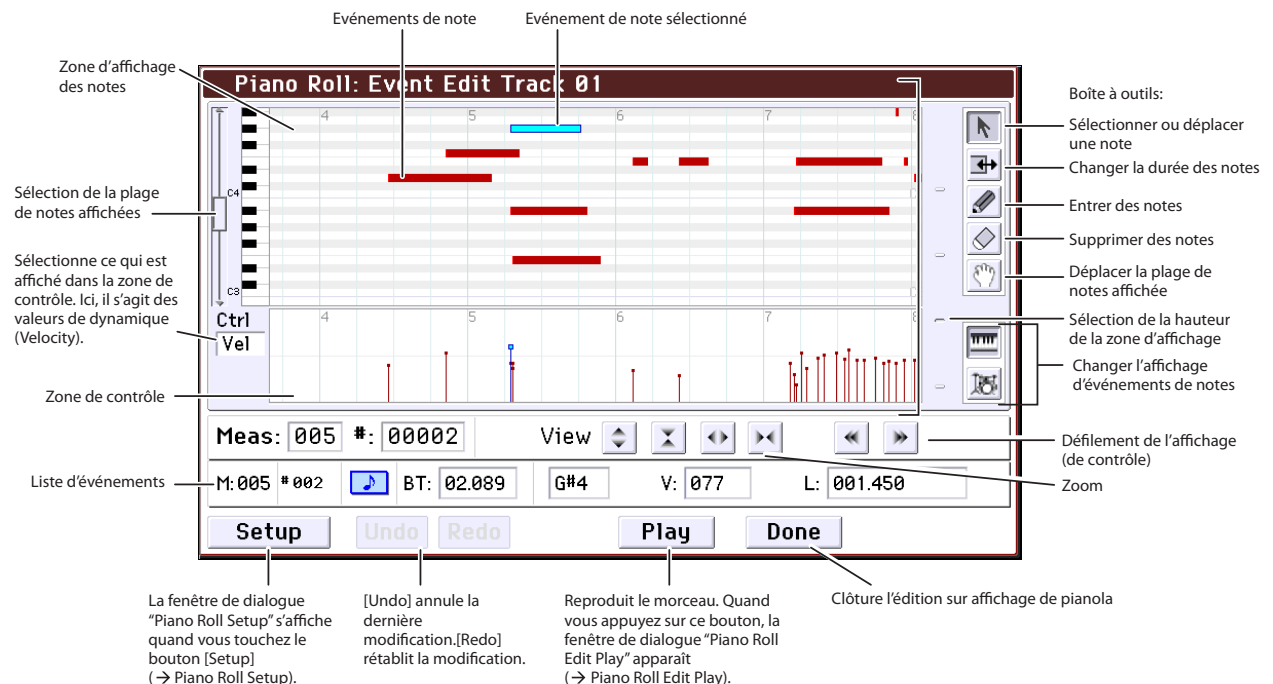 Evénements de note
Evénement de note sélectionné
Zone d’affichage
des notes
Piano Roll: Event Edit Track 01
Boîte à outils:
4 5 6 7 8
Sélectionner ou déplacer
une note
Changer la durée des notes
Sélection de la plage
de notes affichées
C4
Entrer des notes
Supprimer des notes
Sélectionne ce qui est
affiché dans la zone de
contrôle. Ici, il s’agit des
valeurs de dynamique
(Velocity).
Déplacer la plage de
notes affichée
C3
Ctrl
Vel
4 5 6 7 8
Sélection de la hauteur
de la zone d’affichage
Changer l’affichage
d’événements de notes
Zone de contrôle
Meas: 005 #: 00002 View
Défilement de l’affichage
(de contrôle)
Zoom
Liste d’événements
M:005 #002 ♪ BT: 02.089 G#4 V: 077 L: 001.450
Setup Undo Redo Play Done
La fenêtre de dialogue
“Piano Roll Setup” s’affiche
quand vous touchez le
bouton [Setup]
(→ Piano Roll Setup).
[Undo] annule la
dernière
modification.[Redo]
rétablit la modification.
Reproduit le morceau. Quand
vous appuyez sur ce bouton, la
fenêtre de dialogue “Piano Roll
Edit Play” apparaît
(→ Piano Roll Edit Play).
Clôture l’édition sur affichage de pianola